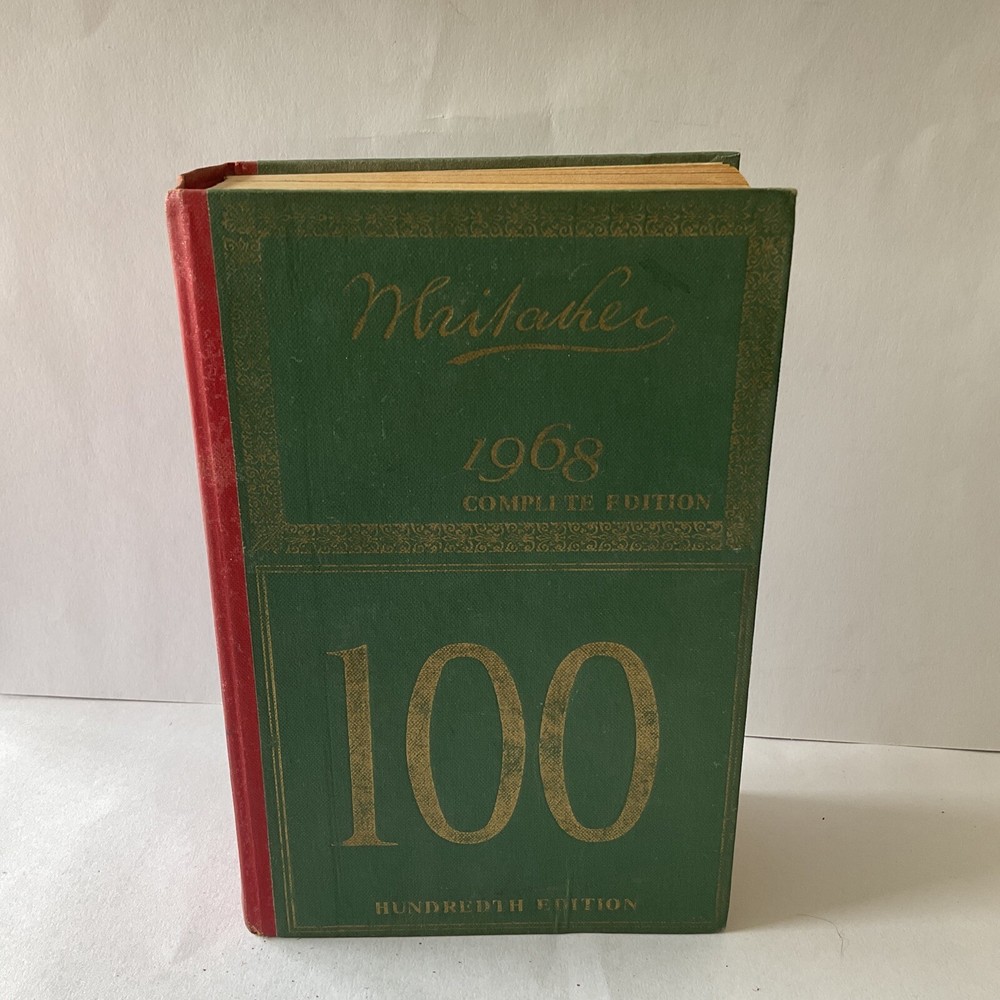 Whitaker
1968
COMPLETE EDITION
100
HUNDREDTH EDITION